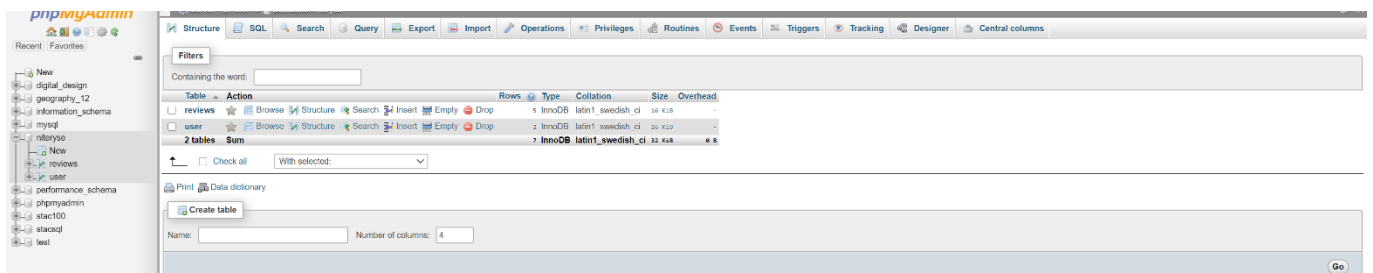 phpMyAdmin
Recent Favorites
New
digital_design
geography_12
information_schema
mysql
niteryse
New
reviews
user
performance_schema
phpmyadmin
stac100
stacsql
test
Structure SQL Search Query Export Import Operations Privileges Routines Events Triggers Tracking Designer Central columns
Filters
Containing the word:
Table Action Rows Type Collation Size Overhead
reviews Browse Structure Search Insert Empty Drop 5 InnoDB latin1_swedish_ci 16 KiB -
user Browse Structure Search Insert Empty Drop 2 InnoDB latin1_swedish_ci 16 KiB -
2 tables Sum 7 InnoDB latin1_swedish_ci 32 KiB 0 B
Check all With selected:
Print Data dictionary
Create table
Name: Number of columns: 4
Go